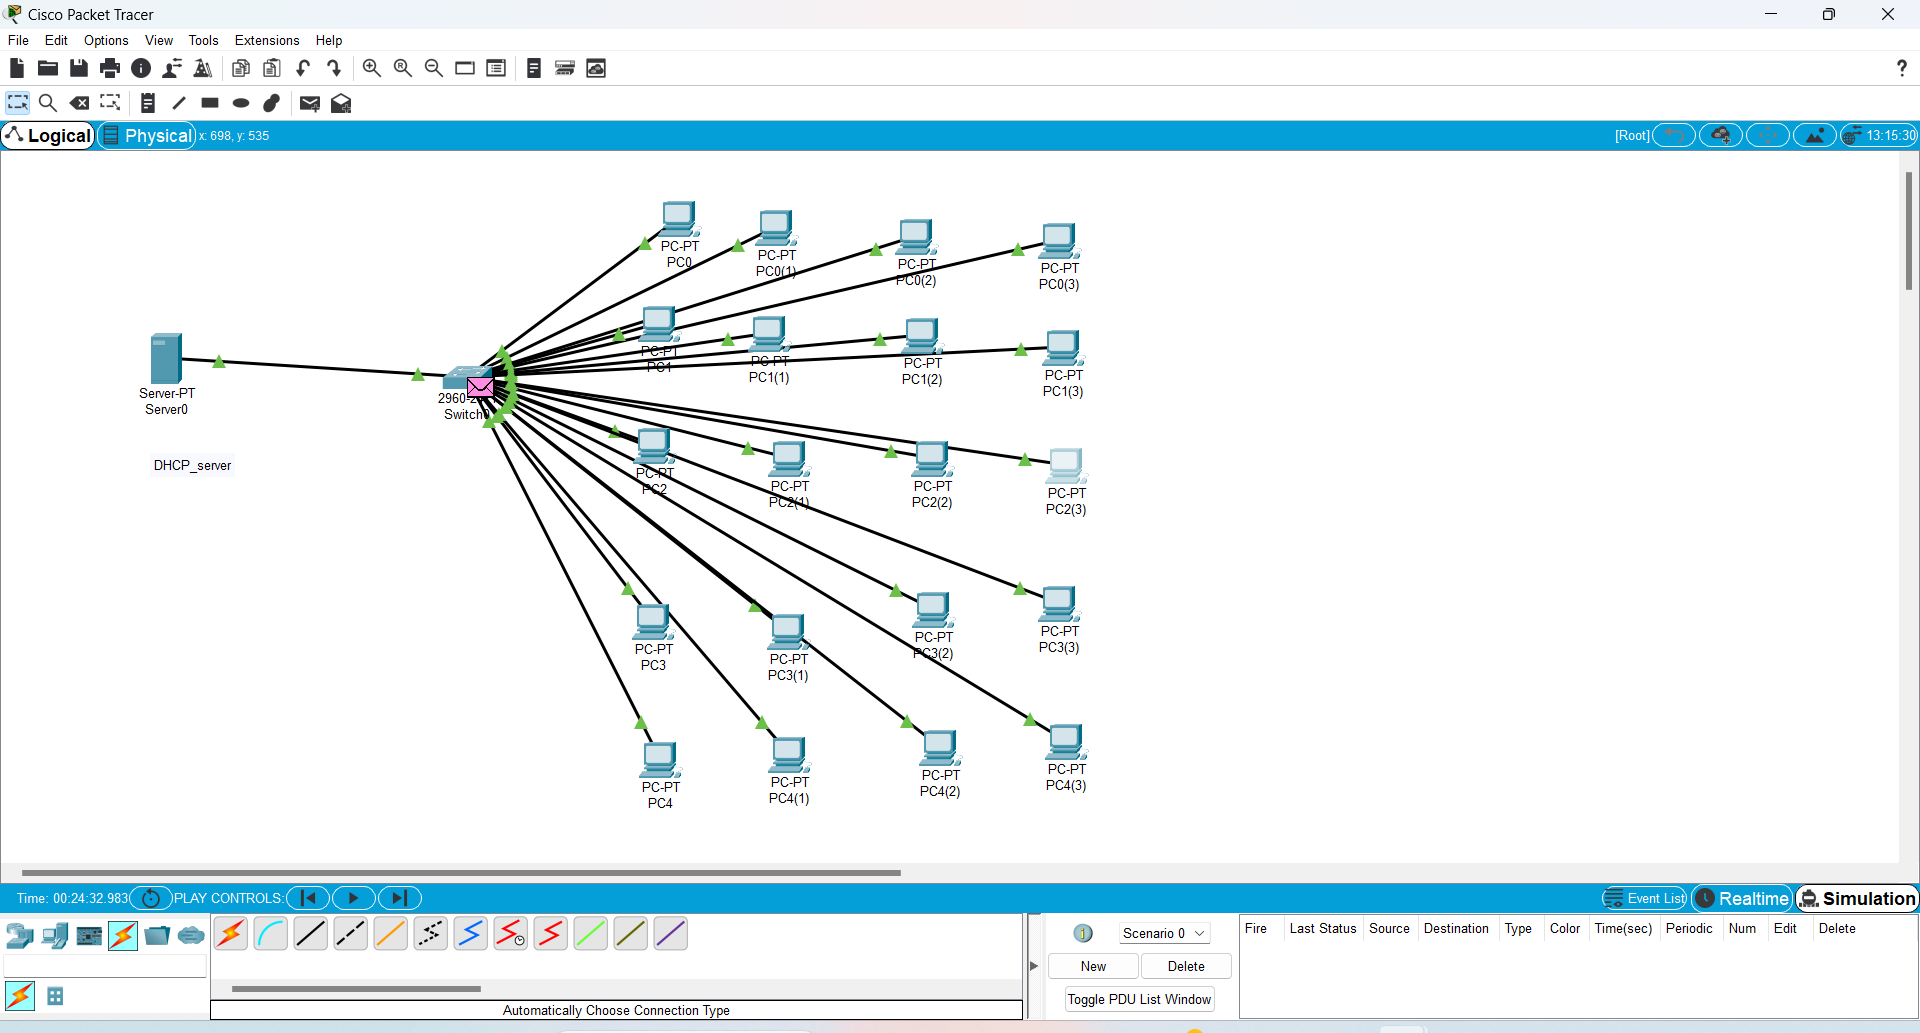 Cisco Packet Tracer
File Edit Options View Tools Extensions Help
?
Logical Physical x: 698, y: 535 [Root] 13:15:30
PC-PT
PC0
PC-PT
PC0(1)
PC-PT
PC0(2)
PC-PT
PC0(3)
PC-PT
PC1
PC-PT
PC1(1)
PC-PT
PC1(2)
PC-PT
PC1(3)
Server-PT
Server0
Switch0
DHCP_server
PC-PT
PC2
PC-PT
PC2(1)
PC-PT
PC2(2)
PC-PT
PC2(3)
PC-PT
PC3
PC-PT
PC3(1)
PC-PT
PC3(2)
PC-PT
PC3(3)
PC-PT
PC4
PC-PT
PC4(1)
PC-PT
PC4(2)
PC-PT
PC4(3)
Time: 00:24:32.983 PLAY CONTROLS: Event List Realtime Simulation
1 Scenario 0
New Delete
Toggle PDU List Window
Fire Last Status Source Destination Type Color Time(sec) Periodic Num Edit Delete
Automatically Choose Connection Type